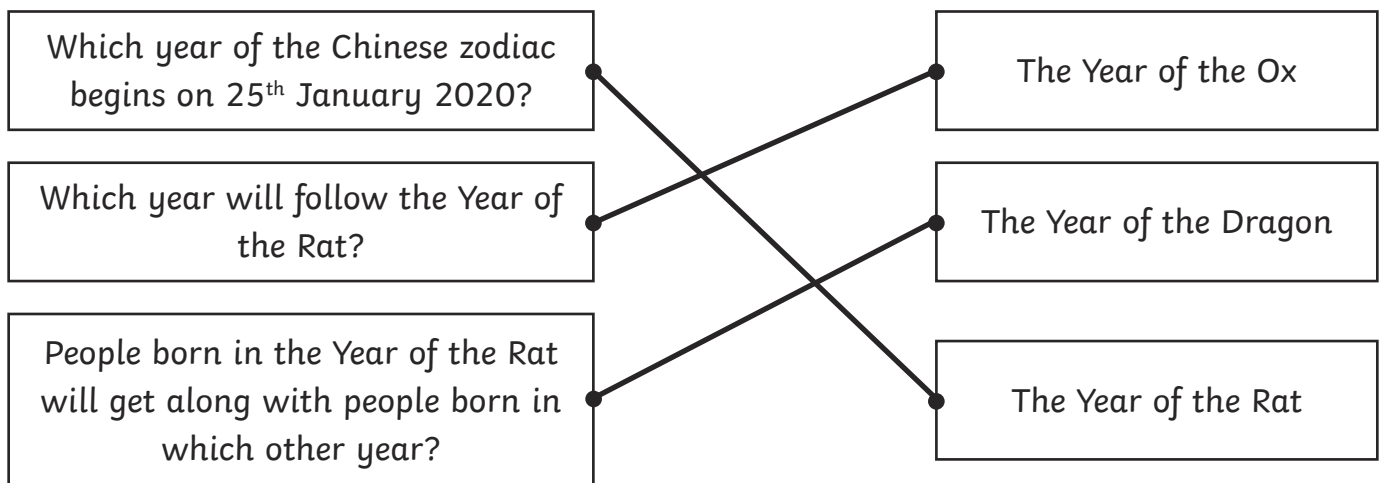 Which year of the Chinese zodiac
begins on 25th January 2020?
Which year will follow the Year of
the Rat?
People born in the Year of the Rat
will get along with people born in
which other year?
The Year of the Ox
The Year of the Dragon
The Year of the Rat